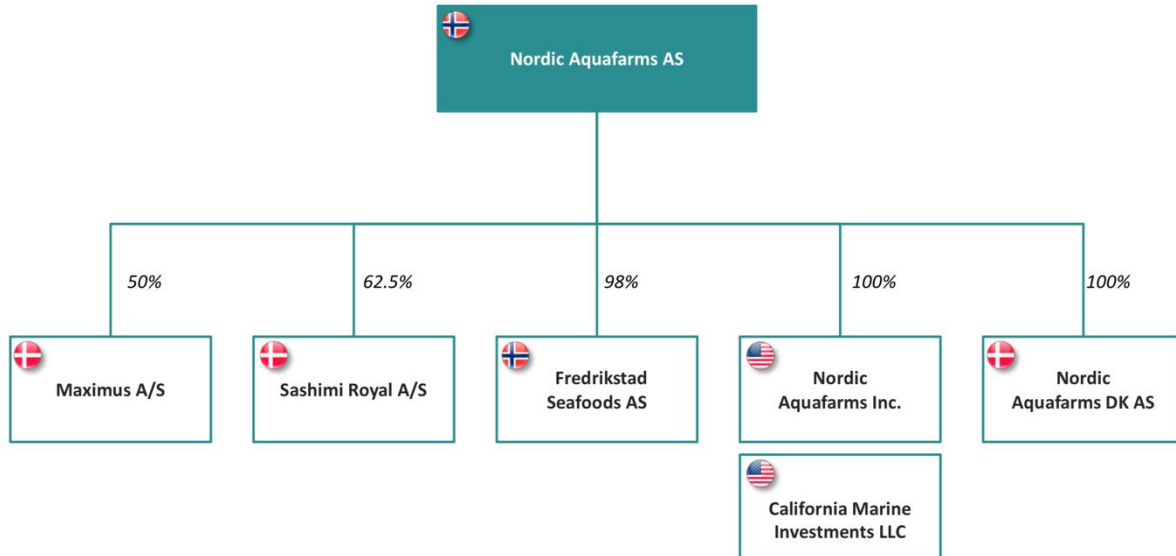 Nordic Aquafarms AS
50%
62.5%
98%
100%
100%
Maximus A/S
Sashimi Royal A/S
Fredrikstad
Seafoods AS
Nordic
Aquafarms Inc.
Nordic
Aquafarms DK AS
California Marine
Investments LLC